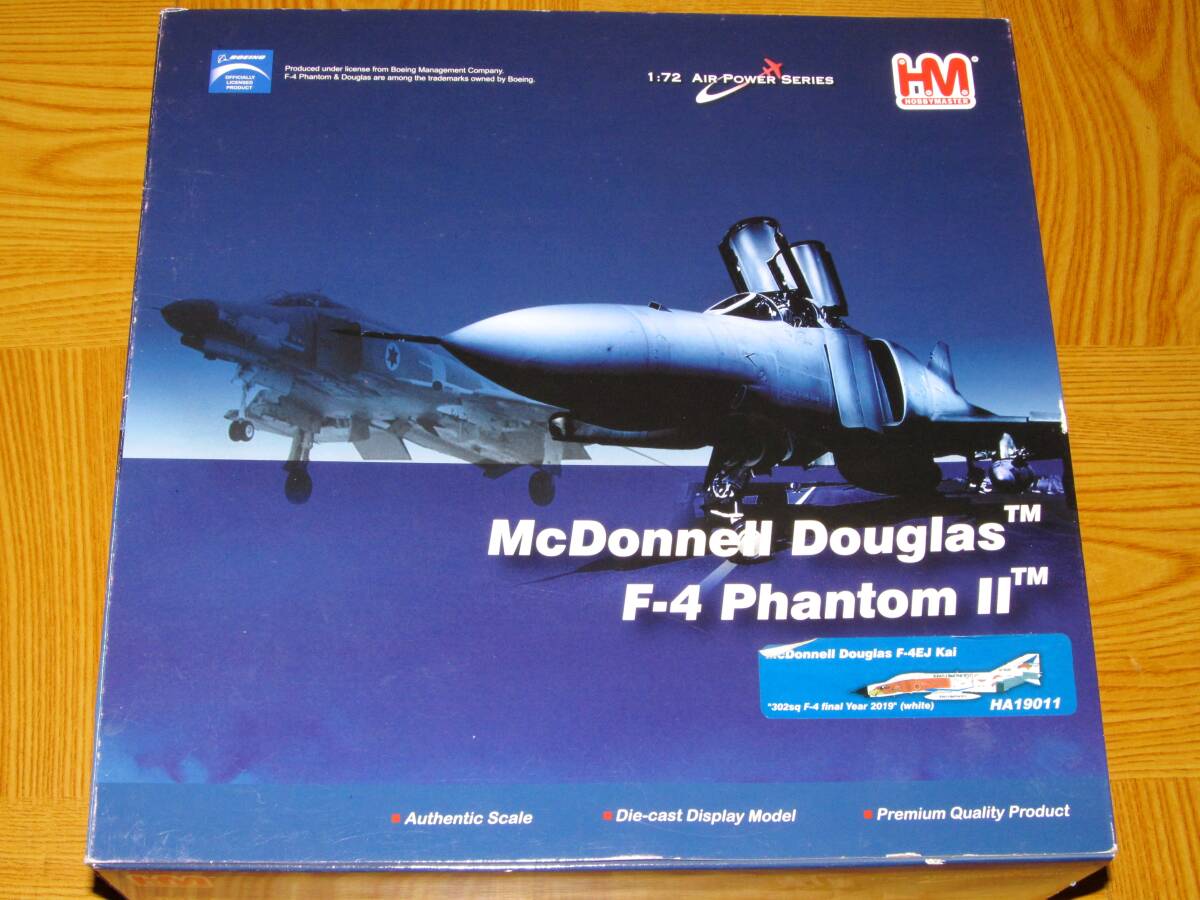 BOEING
OFFICIALLY
LICENSED
PRODUCT
Produced under license from Boeing Management Company.
F-4 Phantom & Douglas are among the trademarks owned by Boeing.
1:72 AIR POWER SERIES
HM®
HOBBYMASTER
McDonnell Douglas™
F-4 Phantom II™
McDonnell Douglas F-4EJ Kai
"302sq F-4 final Year 2019" (white)
HA19011
Authentic Scale
Die-cast Display Model
Premium Quality Product